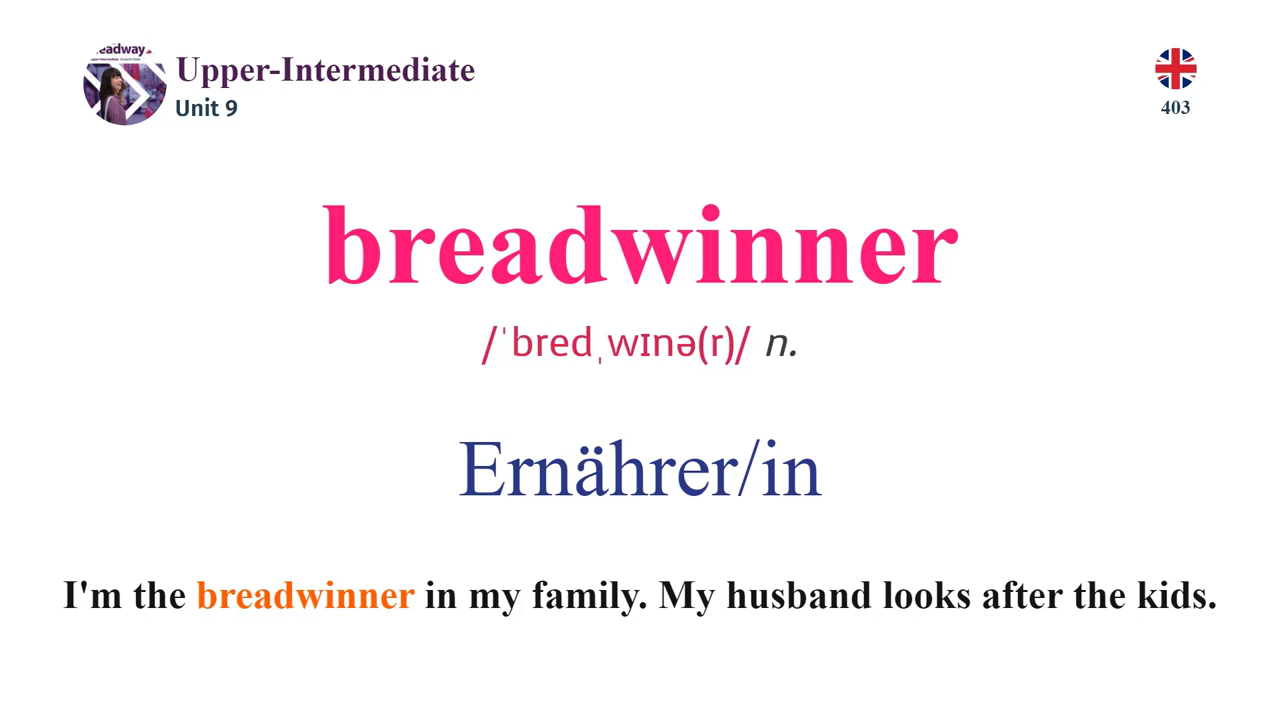 eadway
Upper-Intermediate
Unit 9
403
breadwinner
/ˈbredˌwɪnə(r)/ n.
Ernährer/in
I'm the breadwinner in my family. My husband looks after the kids.